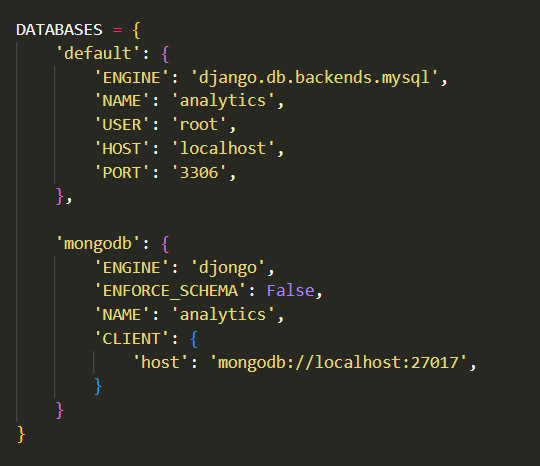 DATABASES = {
    'default': {
        'ENGINE': 'django.db.backends.mysql',
        'NAME': 'analytics',
        'USER': 'root',
        'HOST': 'localhost',
        'PORT': '3306',
    },

    'mongodb': {
        'ENGINE': 'djongo',
        'ENFORCE_SCHEMA': False,
        'NAME': 'analytics',
        'CLIENT': {
            'host': 'mongodb://localhost:27017',
        }
    }
}